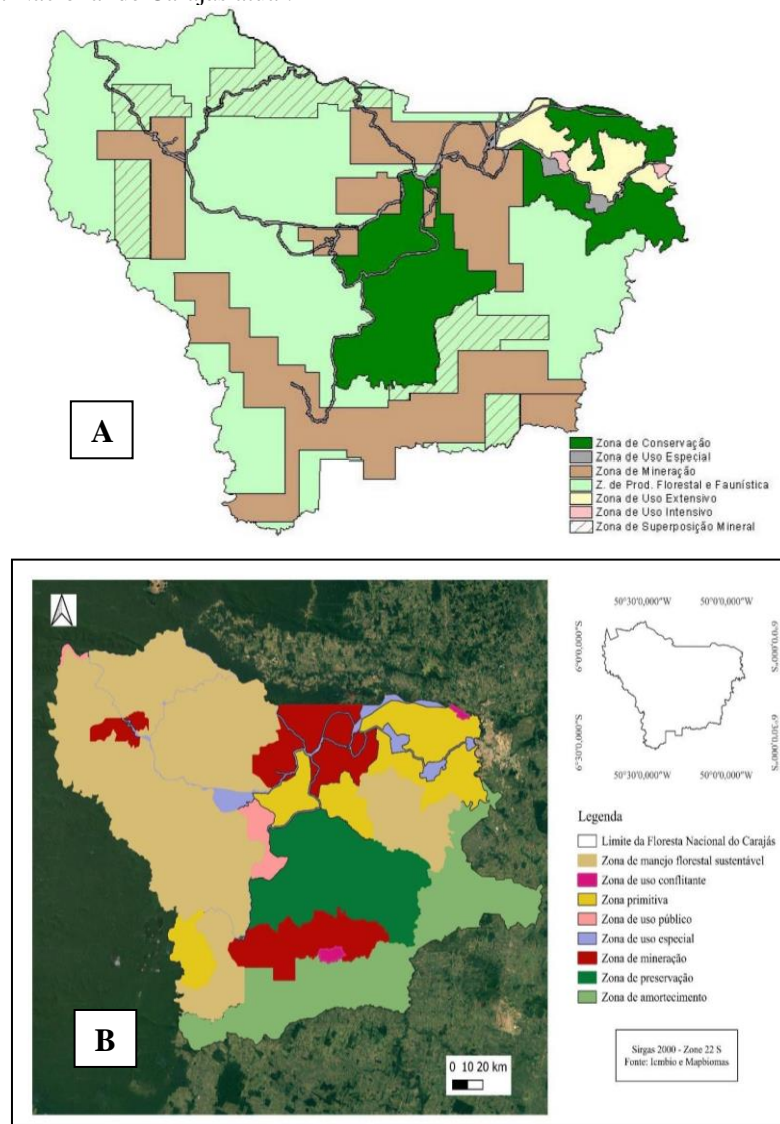 A
Zona de Conservação
Zona de Uso Especial
Zona de Mineração
Z. de Prod. Florestal e Faunística
Zona de Uso Extensivo
Zona de Uso Intensivo
Zona de Superposição Mineral
50°30'0,000"W 50°0'0,000"W
6°0'0,000"S 6°0'0,000"S
6°30'0,000"S 6°30'0,000"S
50°30'0,000"W 50°0'0,000"W
Legenda
Limite da Floresta Nacional do Carajás
Zona de manejo florestal sustentável
Zona de uso conflitante
Zona primitiva
Zona de uso público
Zona de uso especial
Zona de mineração
Zona de preservação
Zona de amortecimento
B
0 10 20 km
Sirgas 2000 - Zone 22 S
Fonte: Icmbio e Mapbiomas